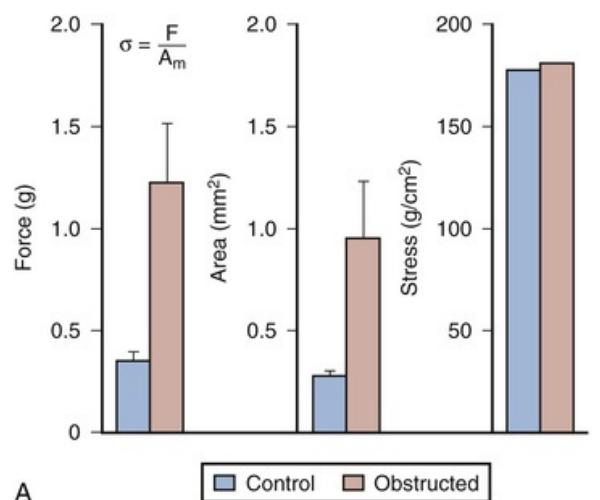 2.0
1.5
1.0
0.5
0
Force (g)
σ = F
Am
2.0
1.5
1.0
0.5
Area (mm²)
200
150
100
50
Stress (g/cm²)
A
Control
Obstructed